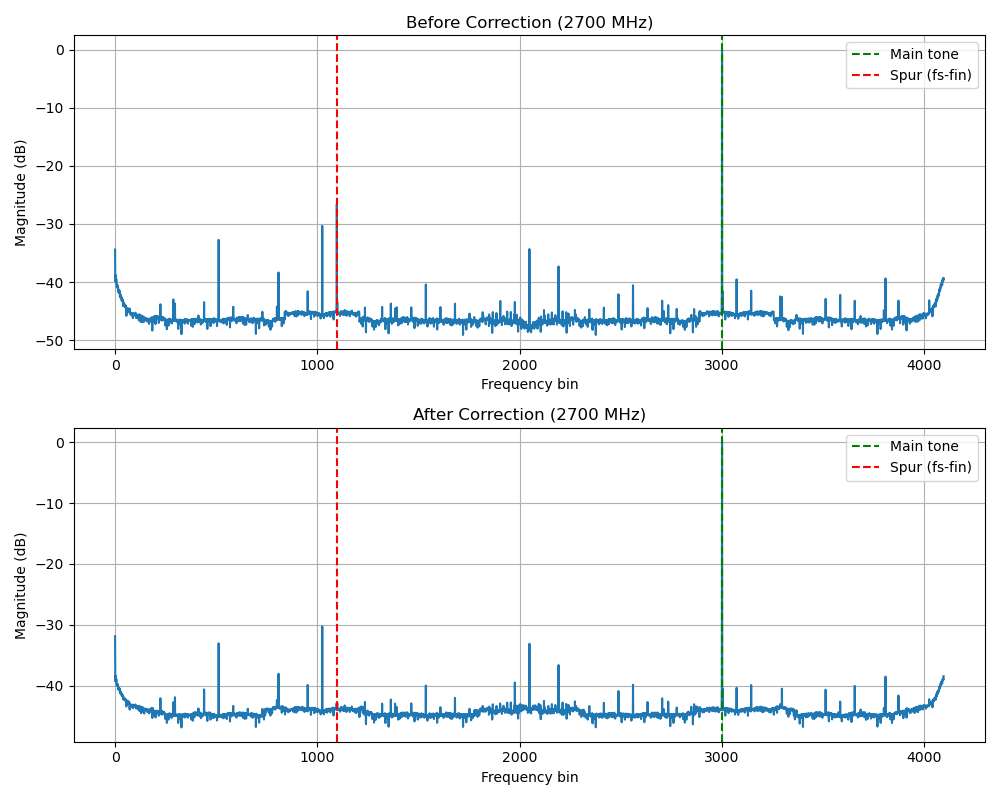 Before Correction (2700 MHz)
Magnitude (dB)
0
−10
−20
−30
−40
−50
Main tone
Spur (fs-fin)
0 1000 2000 3000 4000
Frequency bin
After Correction (2700 MHz)
Magnitude (dB)
0
−10
−20
−30
−40
Main tone
Spur (fs-fin)
0 1000 2000 3000 4000
Frequency bin